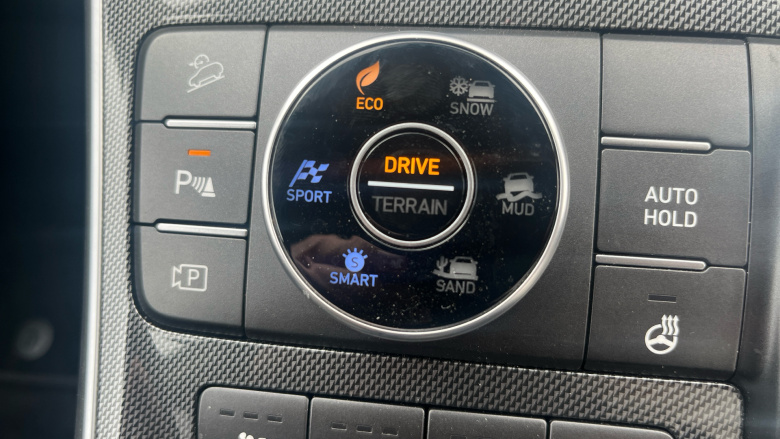 ECO
SNOW
P
SPORT
DRIVE
TERRAIN
MUD
AUTO
HOLD
P
S
SMART
SAND